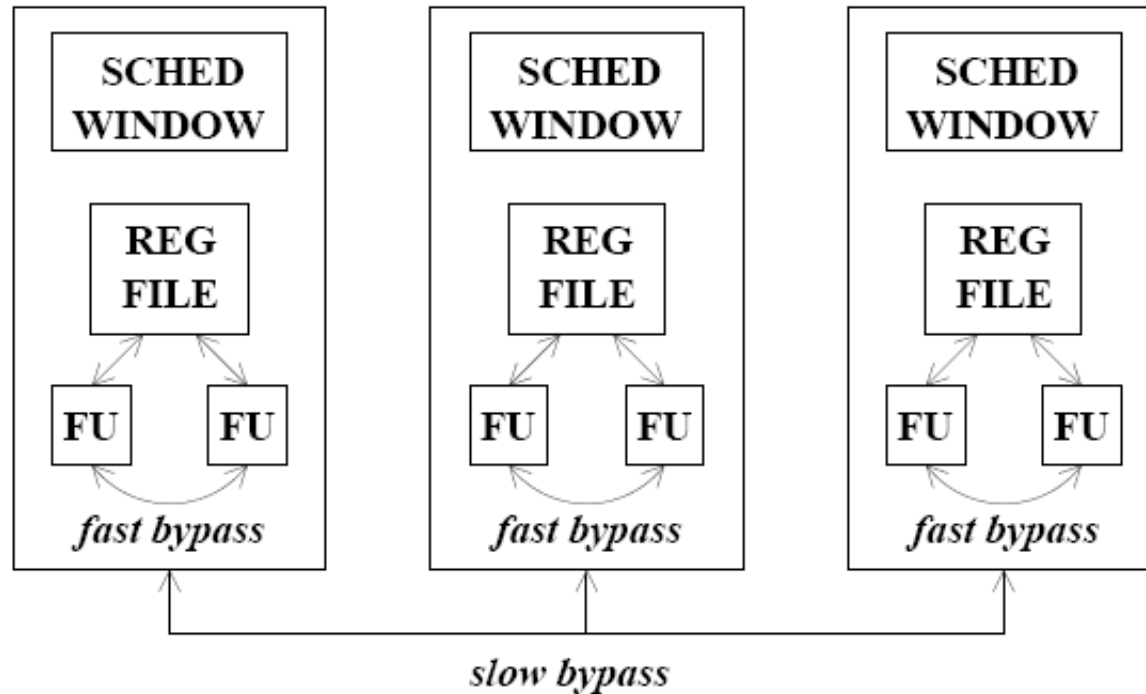 SCHED
WINDOW
SCHED
WINDOW
SCHED
WINDOW
REG
FILE
REG
FILE
REG
FILE
FU
FU
FU
FU
FU
FU
fast bypass
fast bypass
fast bypass
slow bypass